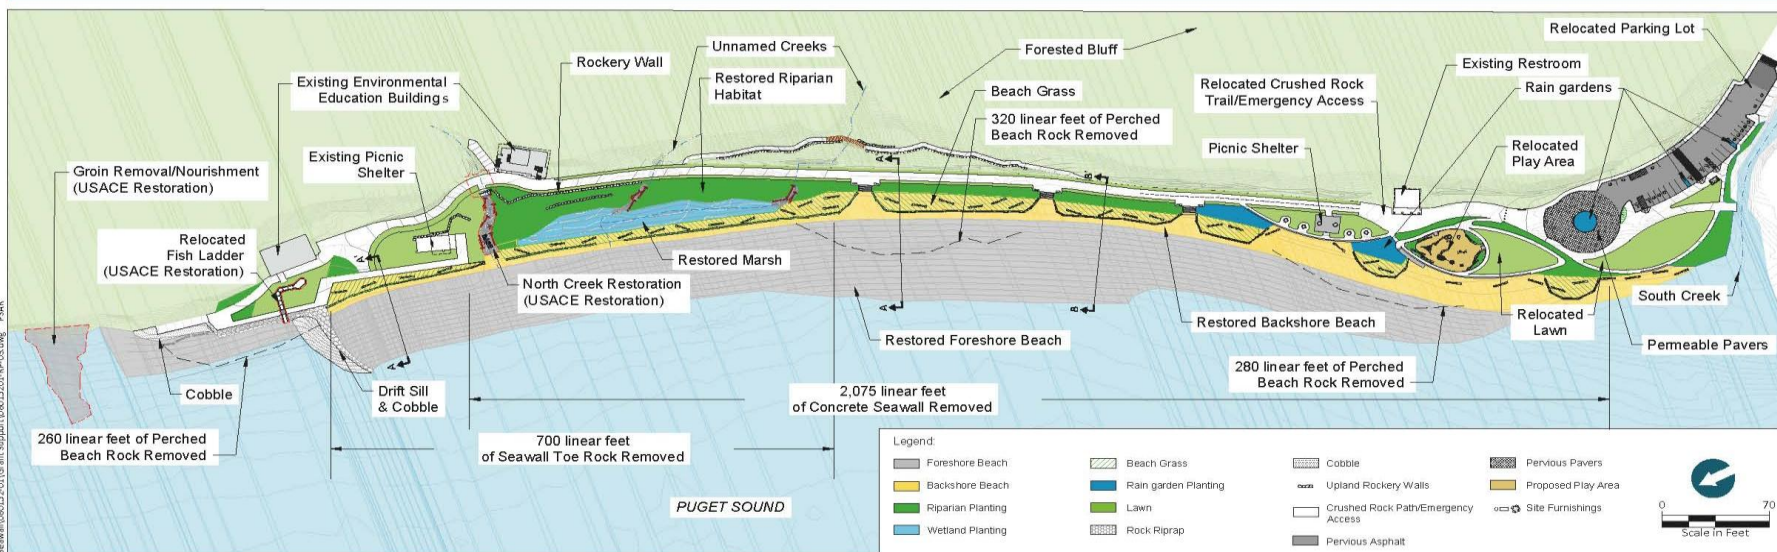 Relocated Parking Lot
Unnamed Creeks
Forested Bluff
Rockery Wall
Existing Restroom
Existing Environmental
Education Buildings
Restored Riparian
Habitat
Relocated Crushed Rock
Trail/Emergency Access
Beach Grass
Rain gardens
320 linear feet of Perched
Beach Rock Removed
Relocated
Play Area
Existing Picnic
Shelter
Picnic Shelter
Groin Removal/Nourishment
(USACE Restoration)
A
B
Relocated
Fish Ladder
(USACE Restoration)
A'
Restored Marsh
North Creek Restoration
(USACE Restoration)
South Creek
A
B
Restored Backshore Beach
Relocated
Lawn
Restored Foreshore Beach
Permeable Pavers
A
Cobble
Drift Sill
& Cobble
280 linear feet of Perched
Beach Rock Removed
2,075 linear feet
of Concrete Seawall Removed
260 linear feet of Perched
Beach Rock Removed
700 linear feet
of Seawall Toe Rock Removed
PUGET SOUND
Legend:
Foreshore Beach
Backshore Beach
Riparian Planting
Wetland Planting
Beach Grass
Rain garden Planting
Lawn
Rock Riprap
Cobble
Upland Rockery Walls
Crushed Rock Path/Emergency
Access
Pervious Asphalt
Pervious Pavers
Proposed Play Area
Site Furnishings
0 70
Scale in Feet